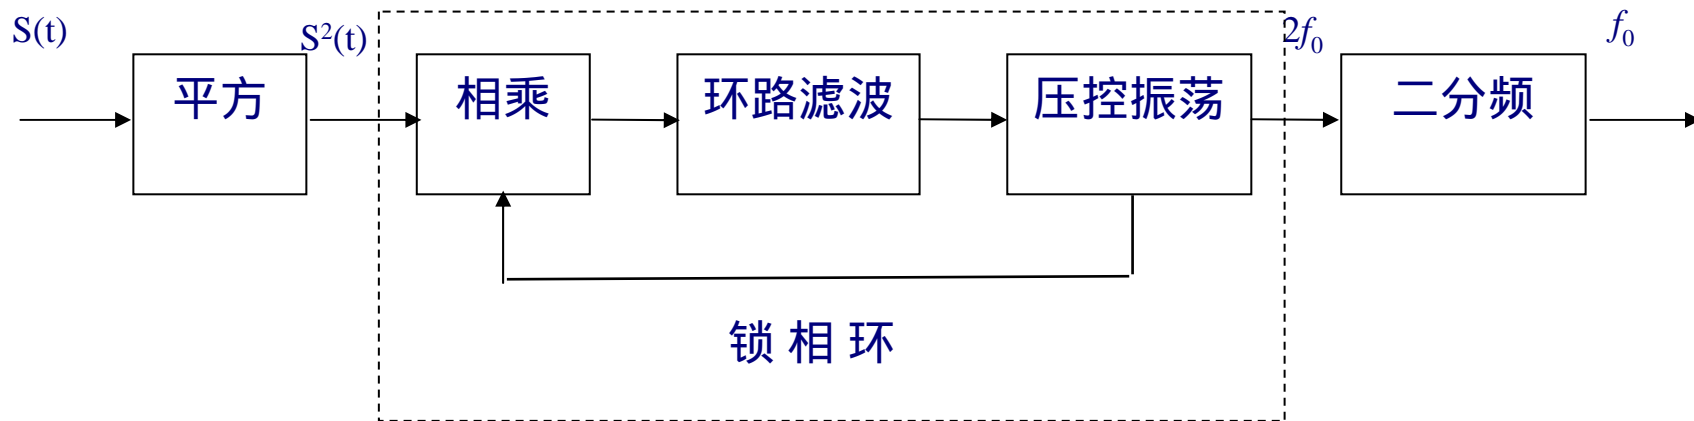 S(t)
S²(t)
2f₀
f₀
平方
相乘
环路滤波
压控振荡
二分频
锁 相 环